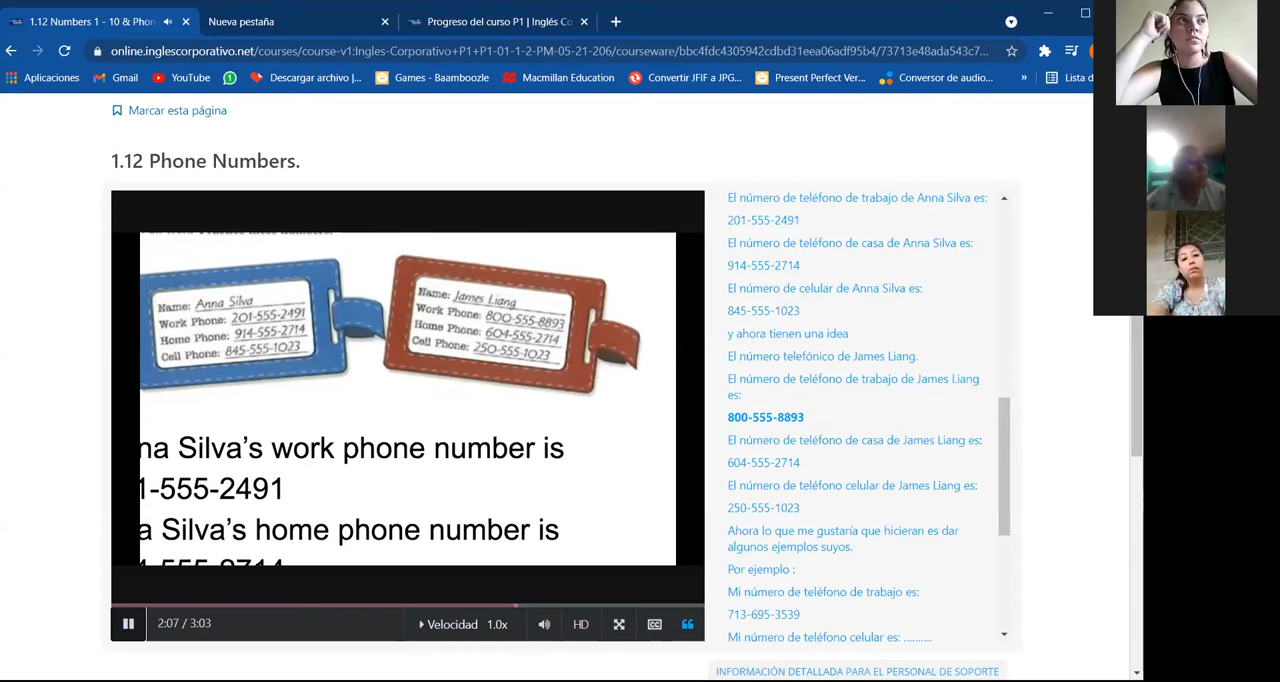 1.12 Numbers 1 - 10 & Phon
Nueva pestaña
Progreso del curso P1 | Inglés Co
online.inglescorporativo.net/courses/course-v1:Ingles-Corporativo+P1+P1-01-1-2-PM-05-21-206/courseware/bbc4fdc4305942cdbd31eea06adf95b4/73713e48ada543c7...
Aplicaciones
Gmail
YouTube
Descargar archivo |...
Games - Baamboozle
Macmillan Education
Convertir JFIF a JPG...
Present Perfect Ver...
Conversor de audio...
»
Lista d
Marcar esta página
1.12 Phone Numbers.
Name: Anna Silva
Work Phone: 201-555-2491
Home Phone: 914-555-2714
Cell Phone: 845-555-1023
Name: James Liang
Work Phone: 800-555-8893
Home Phone: 604-555-2714
Cell Phone: 250-555-1023
na Silva's work phone number is
1-555-2491
a Silva's home phone number is
4-555-2714
2:07 / 3:03
Velocidad 1.0x
HD
El número de teléfono de trabajo de Anna Silva es:
201-555-2491
El número de teléfono de casa de Anna Silva es:
914-555-2714
El número de celular de Anna Silva es:
845-555-1023
y ahora tienen una idea
El número telefónico de James Liang.
El número de teléfono de trabajo de James Liang
es:
800-555-8893
El número de teléfono de casa de James Liang es:
604-555-2714
El número de teléfono celular de James Liang es:
250-555-1023
Ahora lo que me gustaría que hicieran es dar
algunos ejemplos suyos.
Por ejemplo :
Mi número de teléfono de trabajo es:
713-695-3539
Mi número de teléfono celular es: ..........
INFORMACIÓN DETALLADA PARA EL PERSONAL DE SOPORTE